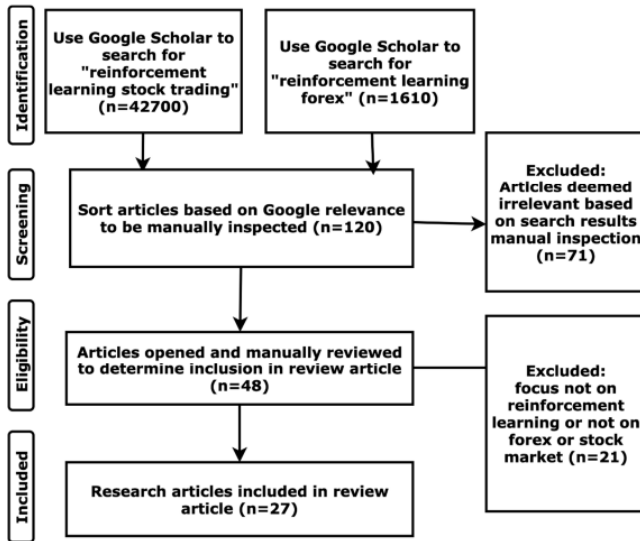 Identification
Use Google Scholar to
search for
"reinforcement
learning stock trading"
(n=42700)
Use Google Scholar to
search for
"reinforcement learning
forex" (n=1610)
Screening
Sort articles based on Google relevance
to be manually inspected (n=120)
Excluded:
Articles deemed
irrelevant based
on search results
manual inspection
(n=71)
Eligibility
Articles opened and manually reviewed
to determine inclusion in review article
(n=48)
Excluded:
focus not on
reinforcement
learning or not on
forex or stock
market (n=21)
Included
Research articles included in review
article (n=27)